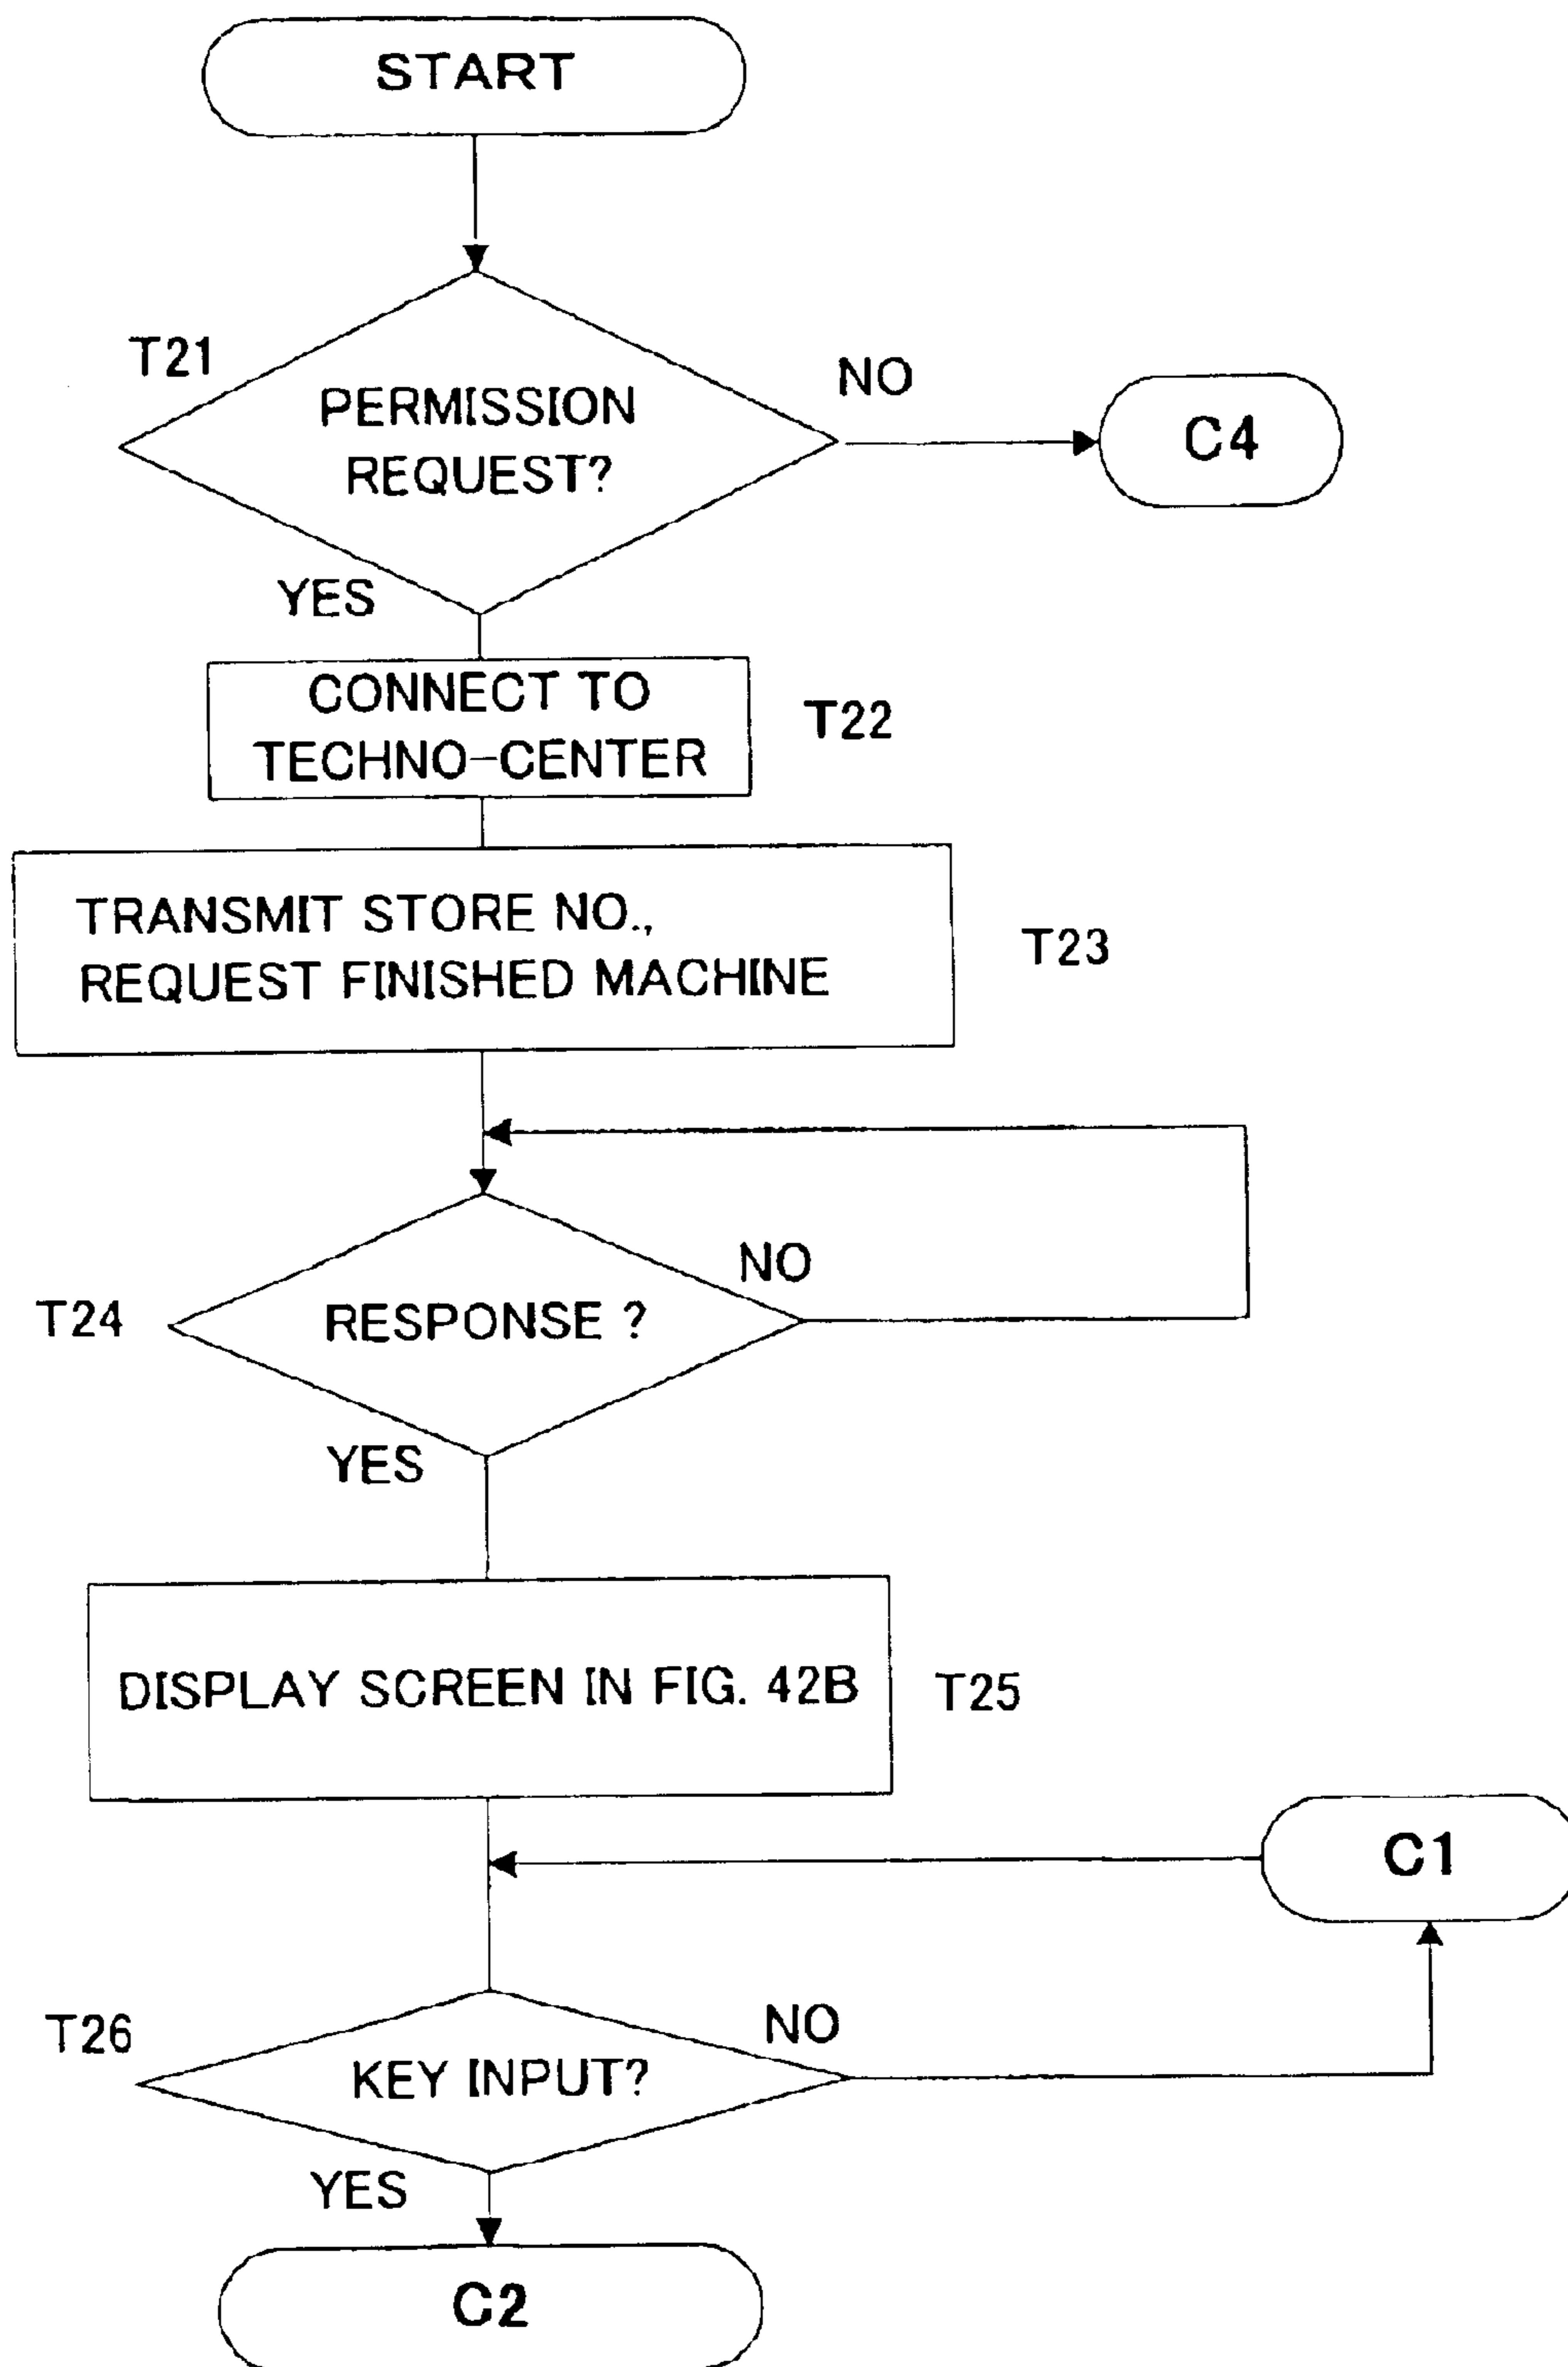 START
T21
PERMISSION
REQUEST?
NO
C4
YES
CONNECT TO
TECHNO-CENTER
T22
TRANSMIT STORE NO.,
REQUEST FINISHED MACHINE
T23
T24
RESPONSE ?
NO
YES
DISPLAY SCREEN IN FIG. 42B
T25
C1
T26
KEY INPUT?
NO
YES
C2